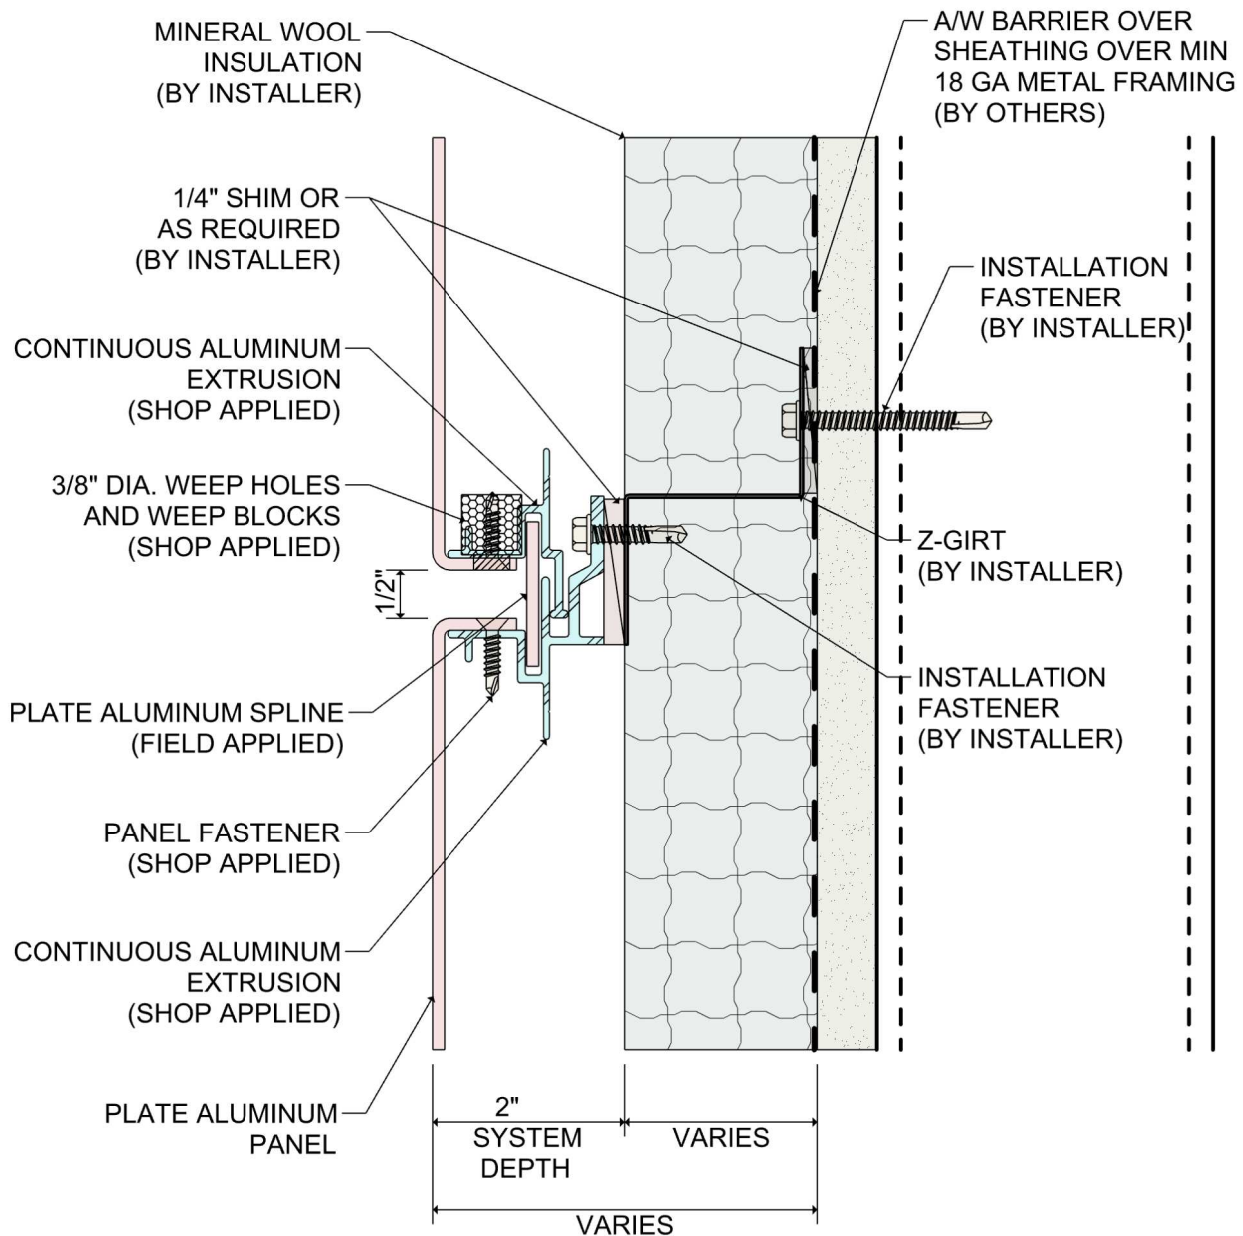 MINERAL WOOL
INSULATION
(BY INSTALLER)
A/W BARRIER OVER
SHEATHING OVER MIN
18 GA METAL FRAMING
(BY OTHERS)
1/4" SHIM OR
AS REQUIRED
(BY INSTALLER)
INSTALLATION
FASTENER
(BY INSTALLER)
CONTINUOUS ALUMINUM
EXTRUSION
(SHOP APPLIED)
3/8" DIA. WEEP HOLES
AND WEEP BLOCKS
(SHOP APPLIED)
Z-GIRT
(BY INSTALLER)
1/2"
INSTALLATION
FASTENER
(BY INSTALLER)
PLATE ALUMINUM SPLINE
(FIELD APPLIED)
PANEL FASTENER
(SHOP APPLIED)
CONTINUOUS ALUMINUM
EXTRUSION
(SHOP APPLIED)
PLATE ALUMINUM
PANEL
2"
SYSTEM
DEPTH
VARIES
VARIES